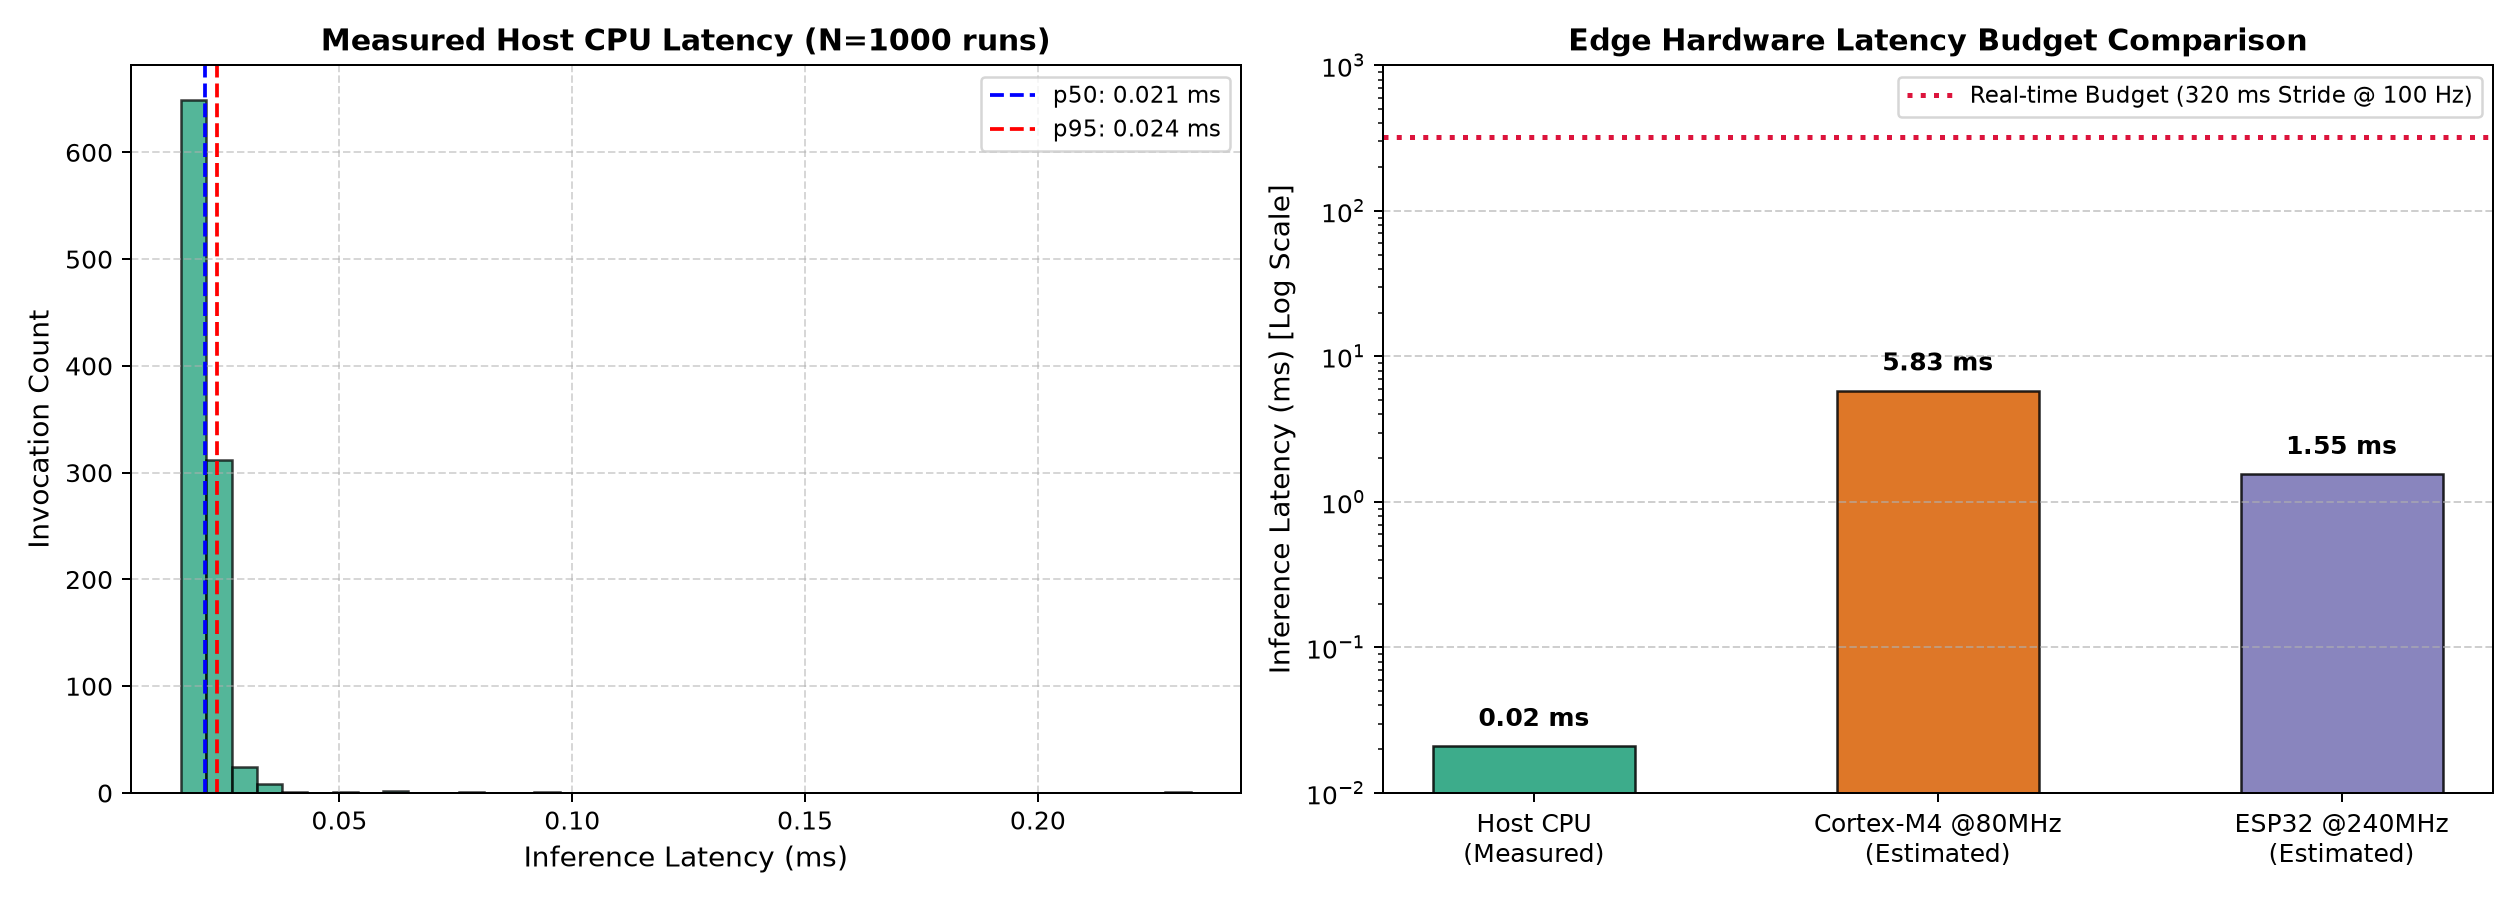 Measured Host CPU Latency (N=1000 runs)
p50: 0.021 ms
p95: 0.024 ms
Invocation Count
600
500
400
300
200
100
0
0.05 0.10 0.15 0.20
Inference Latency (ms)
Edge Hardware Latency Budget Comparison
Real-time Budget (320 ms Stride @ 100 Hz)
Inference Latency (ms) [Log Scale]
10³
10²
10¹
10⁰
10⁻¹
10⁻²
0.02 ms
5.83 ms
1.55 ms
Host CPU
(Measured)
Cortex-M4 @80MHz
(Estimated)
ESP32 @240MHz
(Estimated)